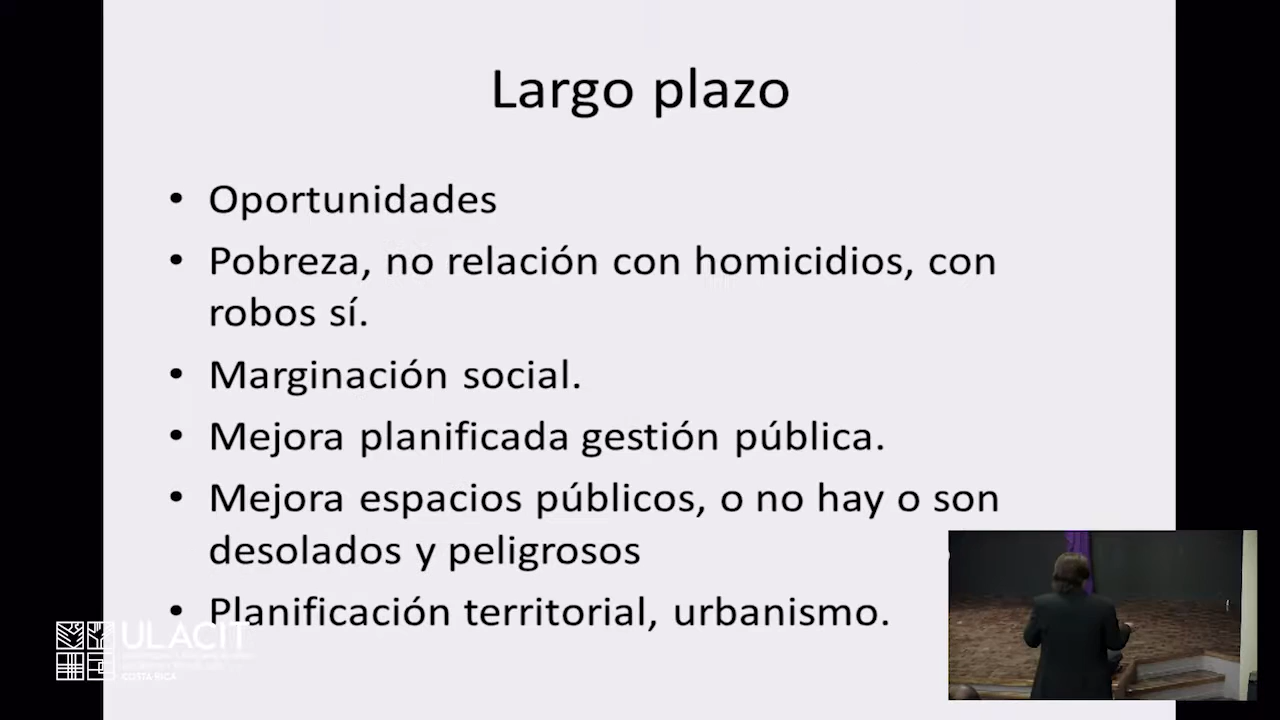 Largo plazo
• Oportunidades
• Pobreza, no relación con homicidios, con
robos sí.
• Marginación social.
• Mejora planificada gestión pública.
• Mejora espacios públicos, o no hay o son
desolados y peligrosos
• Planificación territorial, urbanismo.
ULACIT
COSTA RICA